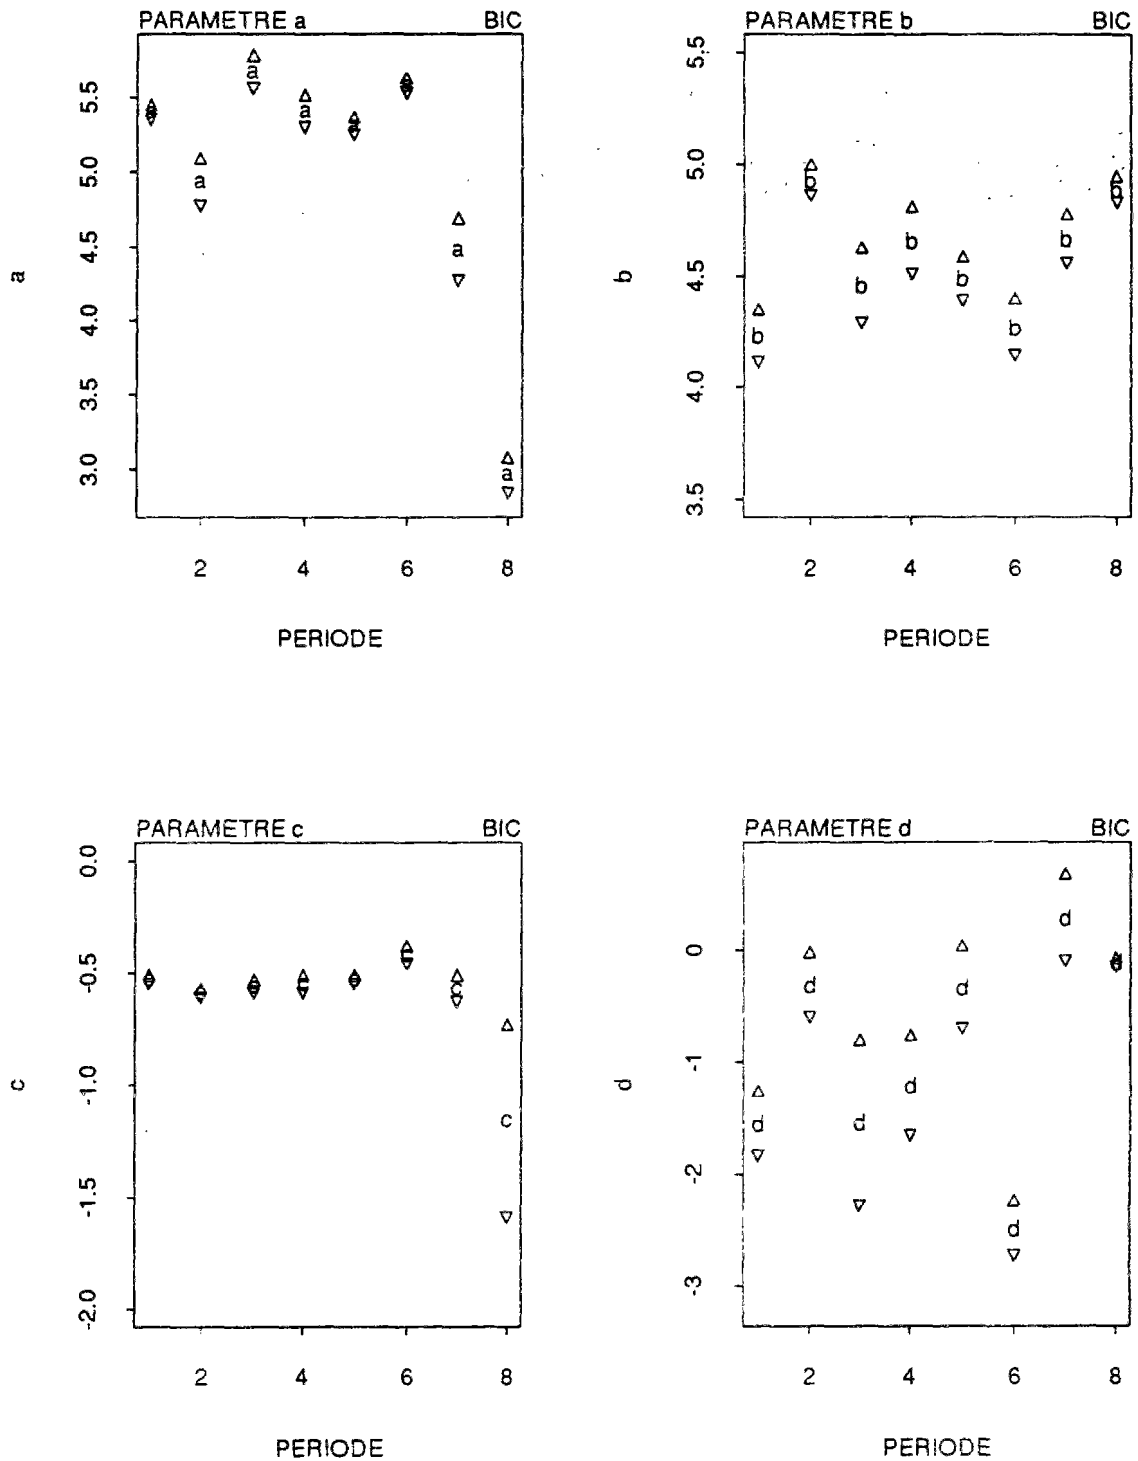 PARAMETRE a BIC
5.5
5.0
4.5
4.0
3.5
3.0
a
a
a
a
a
a
a
a
a
2 4 6 8
PERIODE
PARAMETRE b BIC
5.5
5.0
4.5
4.0
3.5
b
b
b
b
b
b
b
b
b
2 4 6 8
PERIODE
PARAMETRE c BIC
0.0
-0.5
-1.0
-1.5
-2.0
c
c
c
c
c
c
c
c
c
2 4 6 8
PERIODE
PARAMETRE d BIC
0
-1
-2
-3
d
d
d
d
d
d
d
d
d
2 4 6 8
PERIODE